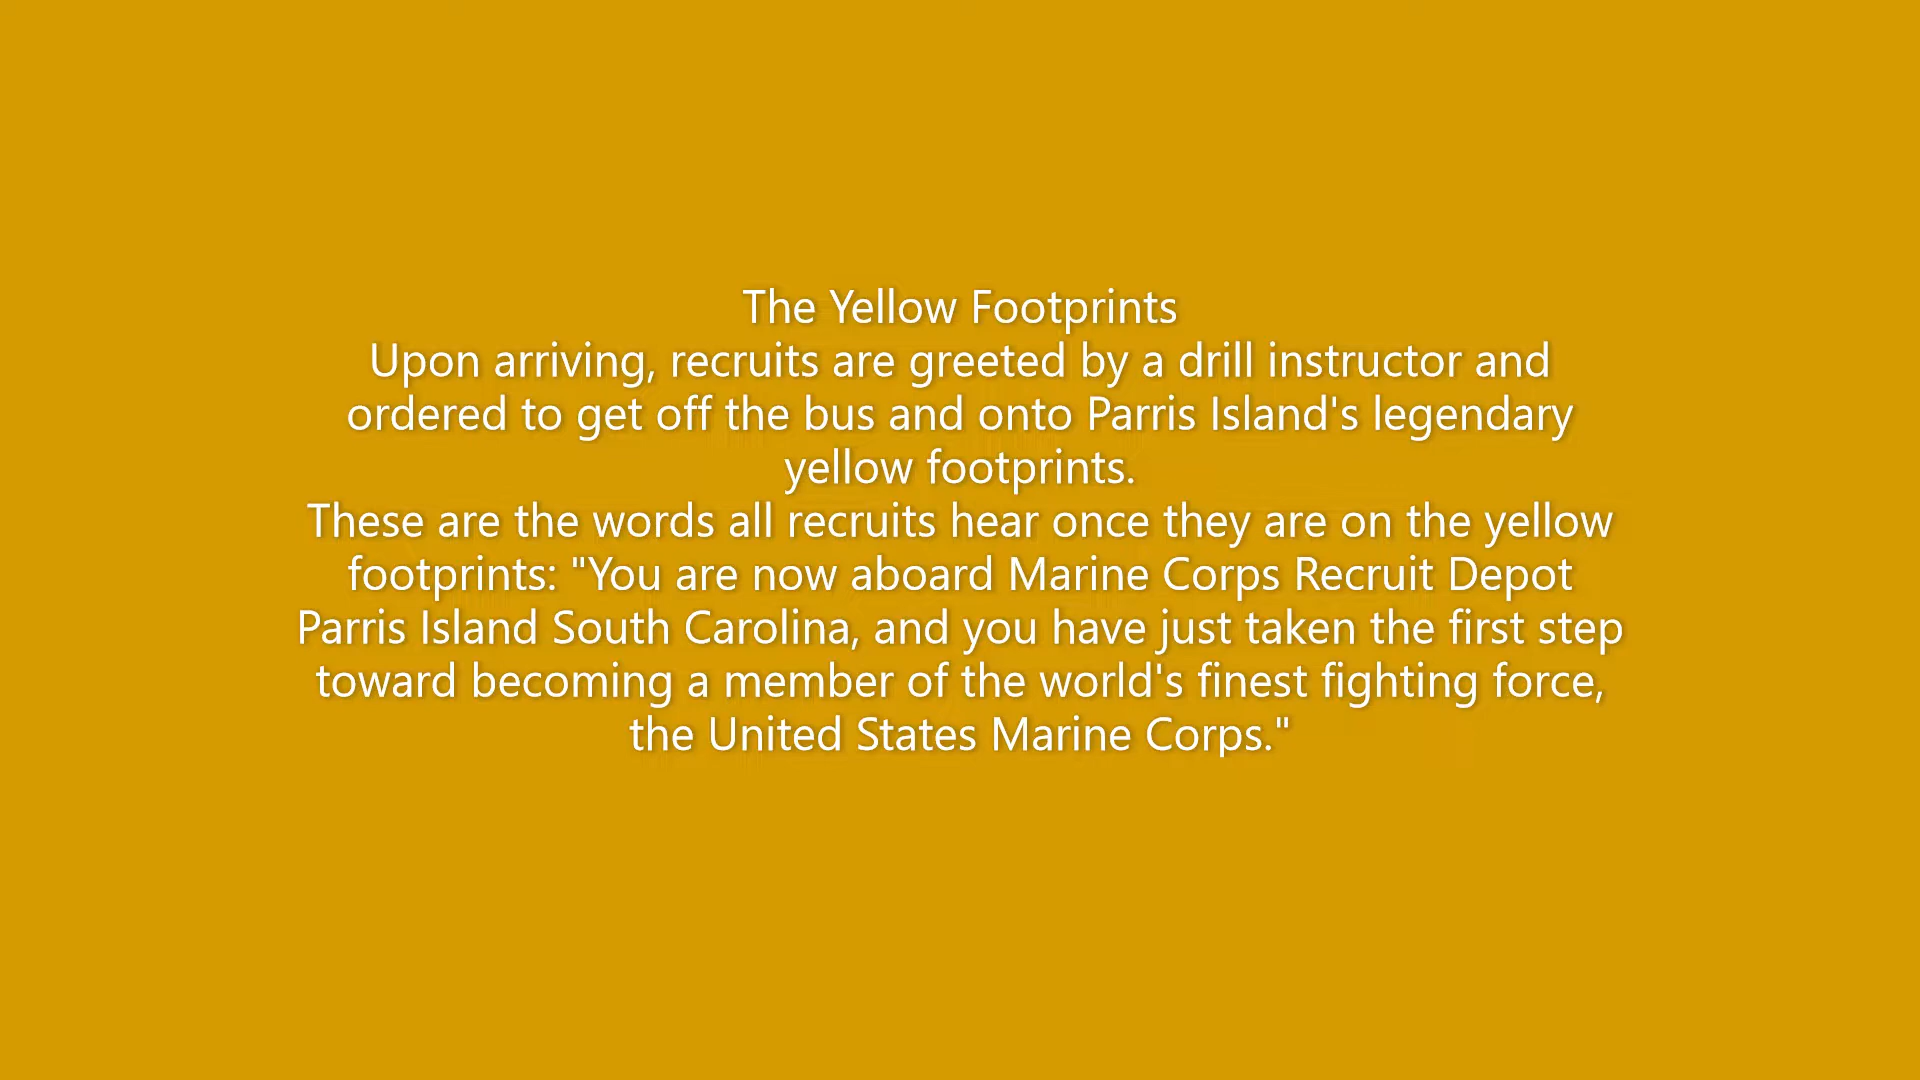 The Yellow Footprints
Upon arriving, recruits are greeted by a drill instructor and
ordered to get off the bus and onto Parris Island's legendary
yellow footprints.
These are the words all recruits hear once they are on the yellow
footprints: "You are now aboard Marine Corps Recruit Depot
Parris Island South Carolina, and you have just taken the first step
toward becoming a member of the world's finest fighting force,
the United States Marine Corps."